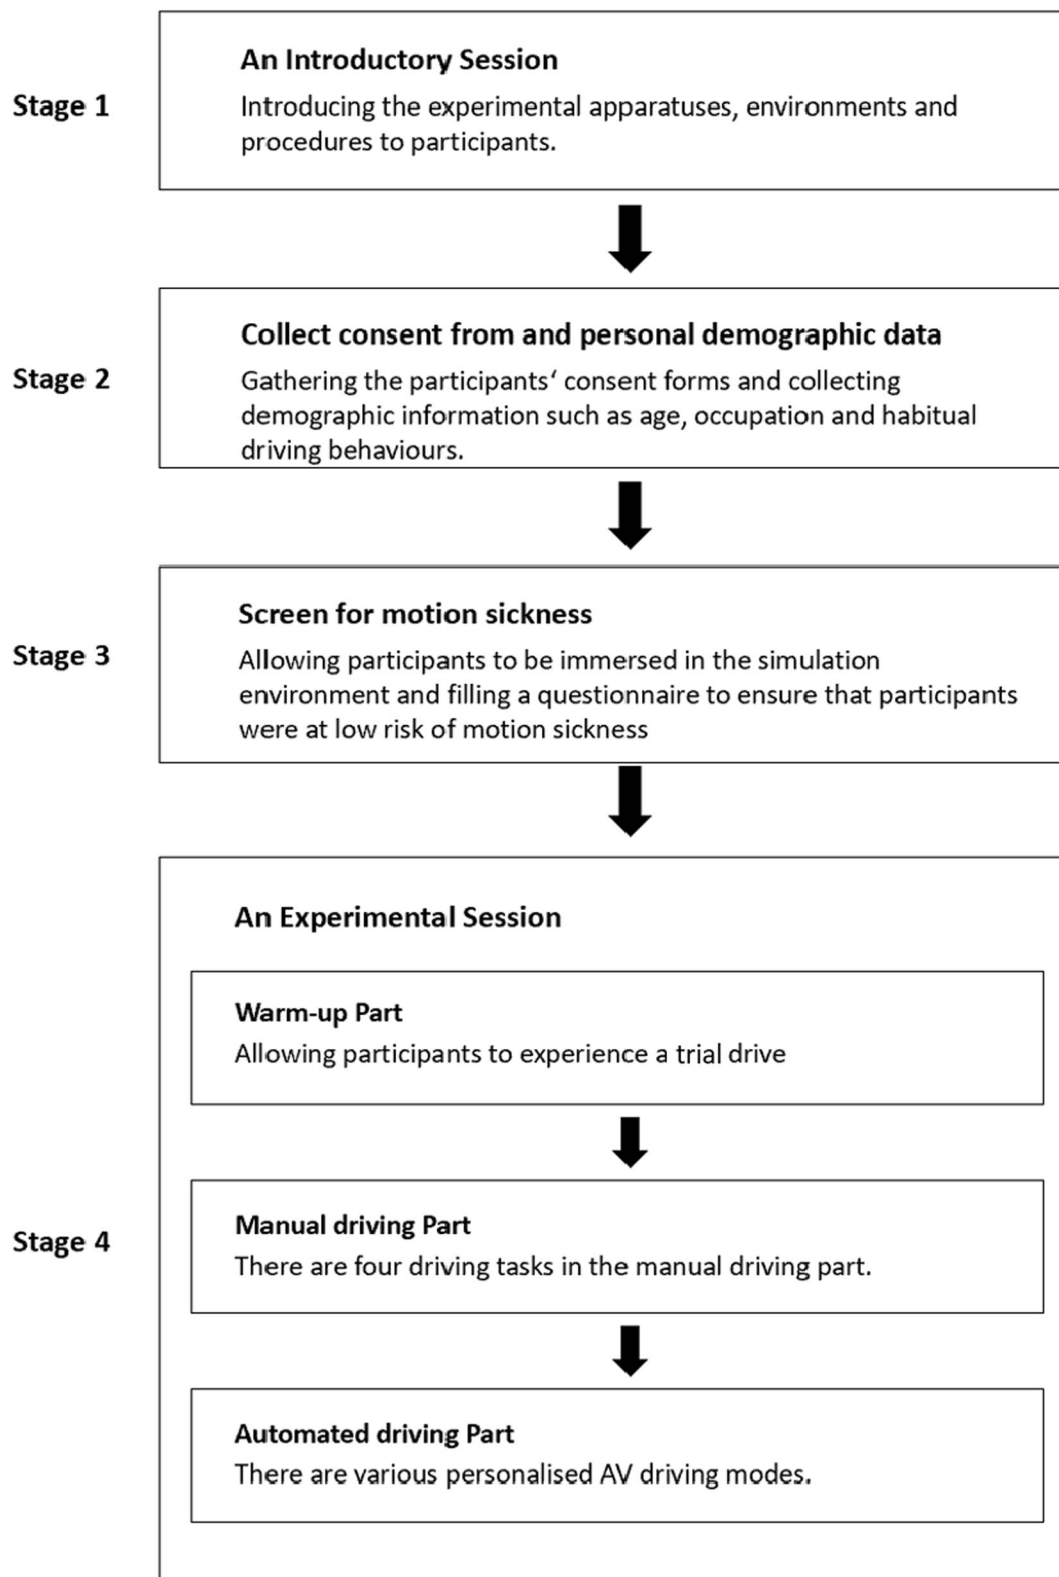 An Introductory Session
Stage 1
Introducing the experimental apparatuses, environments and
procedures to participants.
Collect consent from and personal demographic data
Stage 2
Gathering the participants‘ consent forms and collecting
demographic information such as age, occupation and habitual
driving behaviours.
Screen for motion sickness
Stage 3
Allowing participants to be immersed in the simulation
environment and filling a questionnaire to ensure that participants
were at low risk of motion sickness
An Experimental Session
Warm-up Part
Allowing participants to experience a trial drive
Stage 4
Manual driving Part
There are four driving tasks in the manual driving part.
Automated driving Part
There are various personalised AV driving modes.